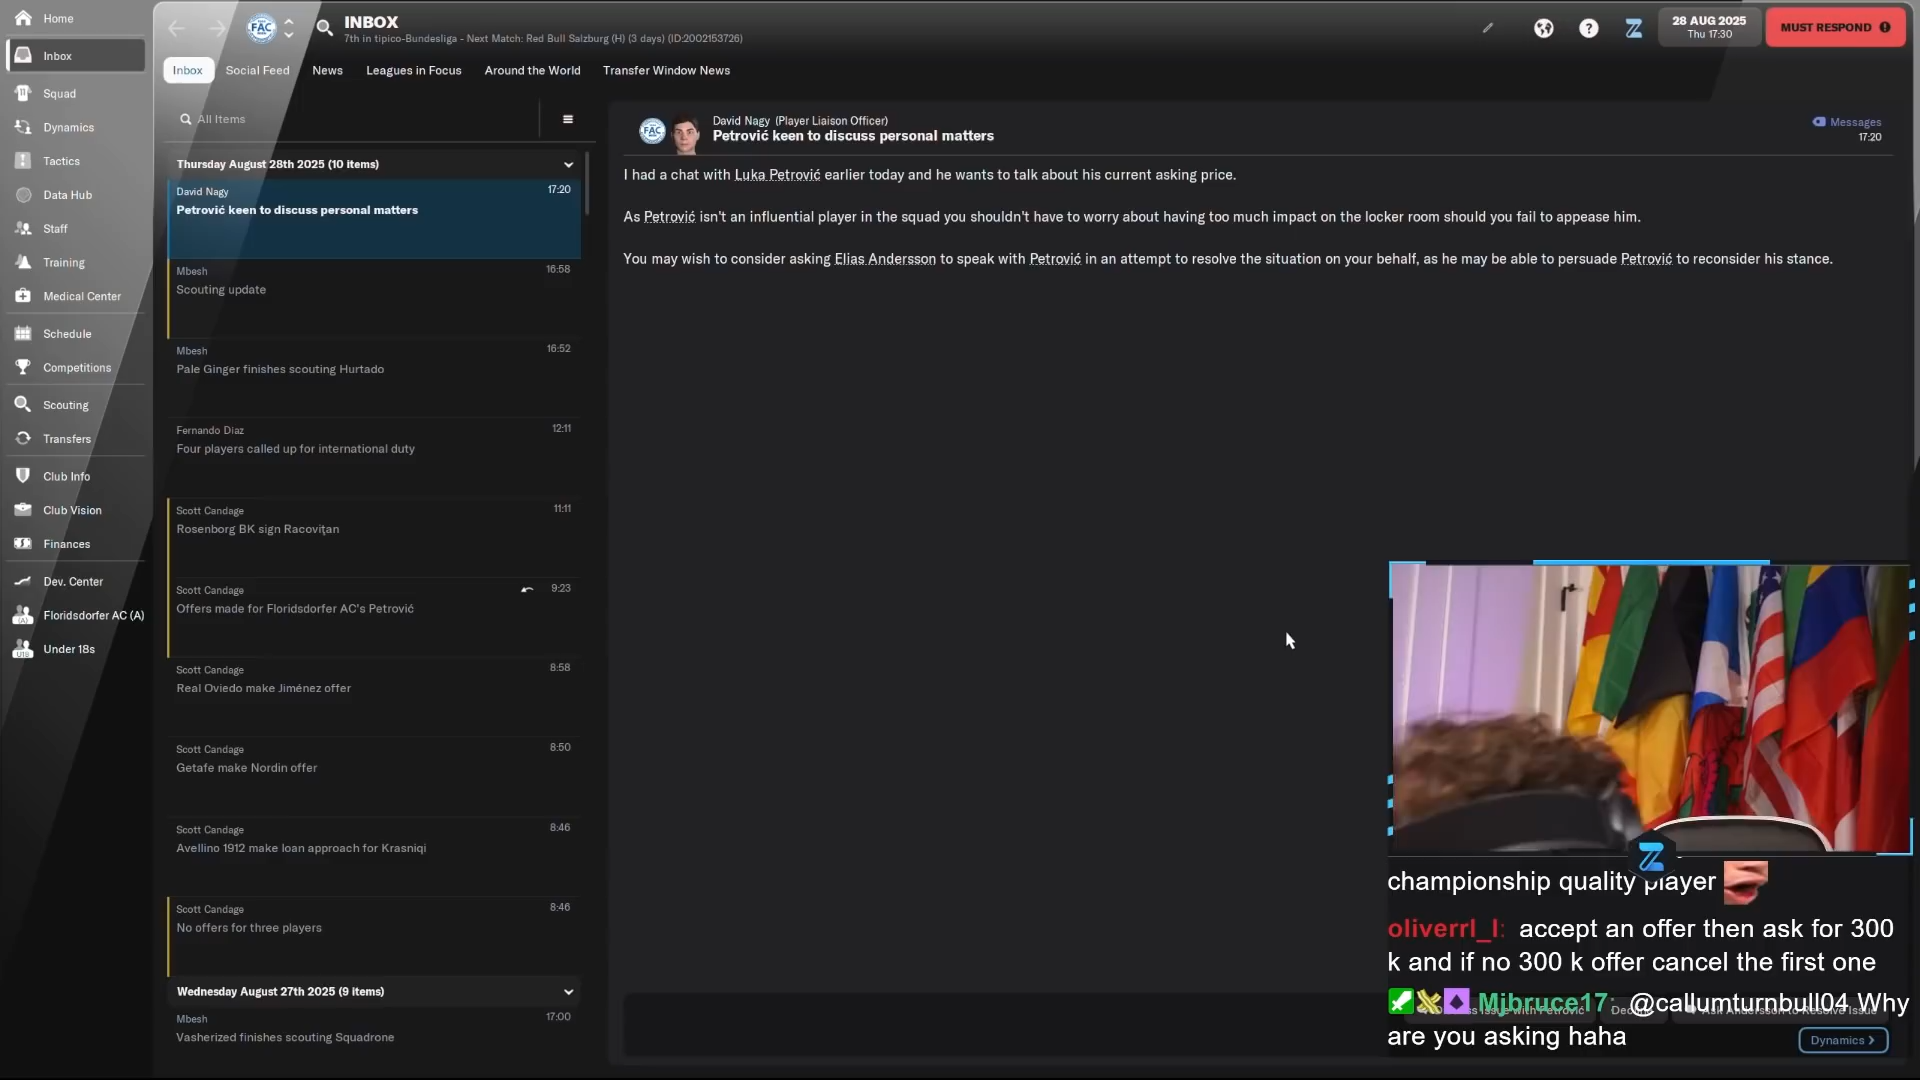 Home
Inbox
Squad
Dynamics
Tactics
Data Hub
Staff
Training
Medical Center
Schedule
Competitions
Scouting
Transfers
Club Info
Club Vision
Finances
Dev. Center
Floridsdorfer AC (A)
Under 18s
FAC
INBOX
7th in tipico-Bundesliga - Next Match: Red Bull Salzburg (H) (3 days) (ID:2002153726)
28 AUG 2025
Thu 17:30
MUST RESPOND
Inbox
Social Feed
News
Leagues in Focus
Around the World
Transfer Window News
All Items
Thursday August 28th 2025 (10 items)
David Nagy 17:20
Petrović keen to discuss personal matters
Mbesh 16:58
Scouting update
Mbesh 16:52
Pale Ginger finishes scouting Hurtado
Fernando Diaz 12:11
Four players called up for international duty
Scott Candage 11:11
Rosenborg BK sign Racovițan
Scott Candage 9:23
Offers made for Floridsdorfer AC's Petrović
Scott Candage 8:58
Real Oviedo make Jiménez offer
Scott Candage 8:50
Getafe make Nordin offer
Scott Candage 8:46
Avellino 1912 make loan approach for Krasniqi
Scott Candage 8:46
No offers for three players
Wednesday August 27th 2025 (9 items)
Mbesh 17:00
Vasherized finishes scouting Squadrone
FAC
David Nagy (Player Liaison Officer)
Petrović keen to discuss personal matters
Messages
17:20
I had a chat with Luka Petrović earlier today and he wants to talk about his current asking price.
As Petrović isn't an influential player in the squad you shouldn't have to worry about having too much impact on the locker room should you fail to appease him.
You may wish to consider asking Elias Andersson to speak with Petrović in an attempt to resolve the situation on your behalf, as he may be able to persuade Petrović to reconsider his stance.
championship quality player
oliverrl_l: accept an offer then ask for 300
k and if no 300 k offer cancel the first one
Mjbruce17: @callumturnbull04 Why
are you asking haha
Dynamics